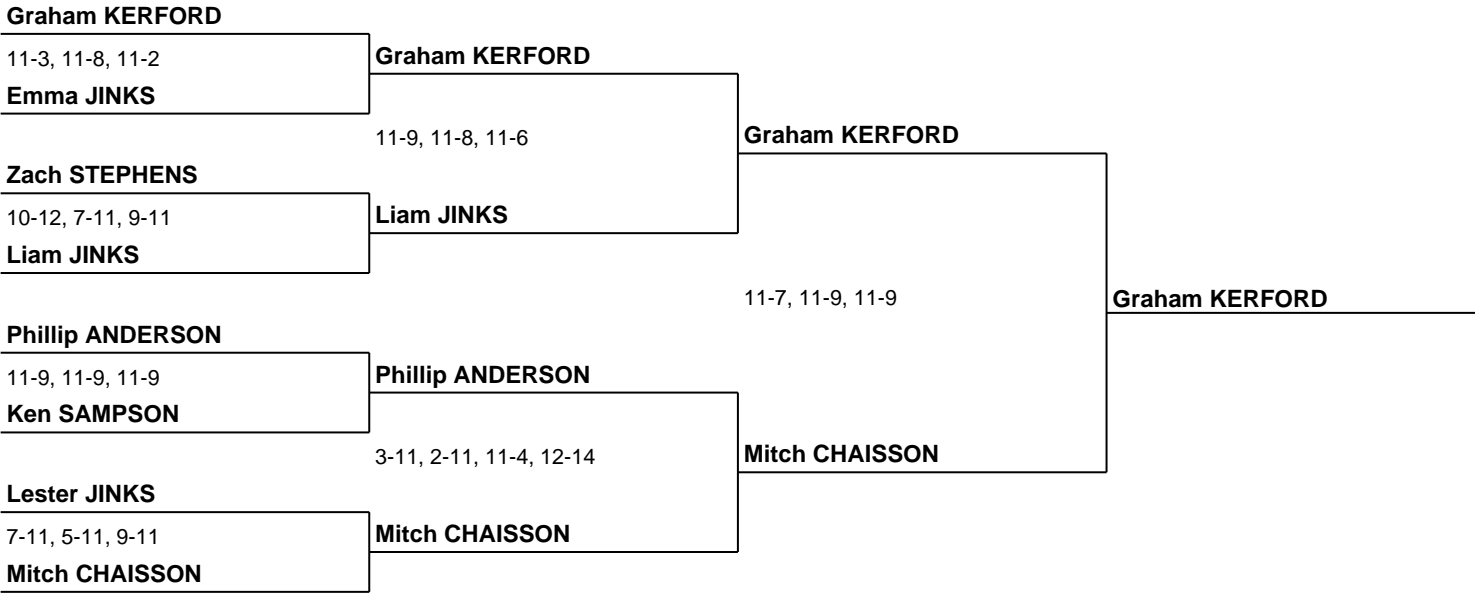 Graham KERFORD
11-3, 11-8, 11-2
Emma JINKS
Zach STEPHENS
10-12, 7-11, 9-11
Liam JINKS
Phillip ANDERSON
11-9, 11-9, 11-9
Ken SAMPSON
Lester JINKS
7-11, 5-11, 9-11
Mitch CHAISSON
Graham KERFORD
11-9, 11-8, 11-6
Liam JINKS
Phillip ANDERSON
3-11, 2-11, 11-4, 12-14
Mitch CHAISSON
Graham KERFORD
11-7, 11-9, 11-9
Mitch CHAISSON
Graham KERFORD